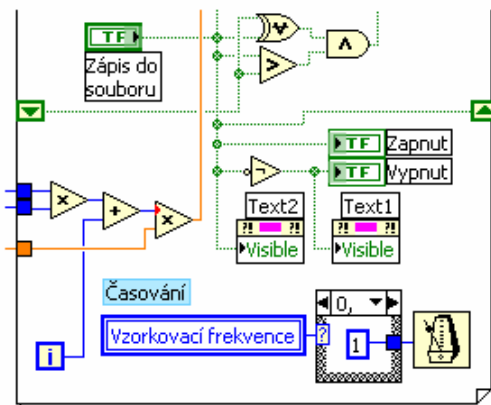 TF
Zápis do
souboru
TF Zapnut
TF Vypnut
Text2
Text1
?!
?!
?!
?!
Visible
Visible
Časování
0,
Vzorkovací frekvence
?
1
i